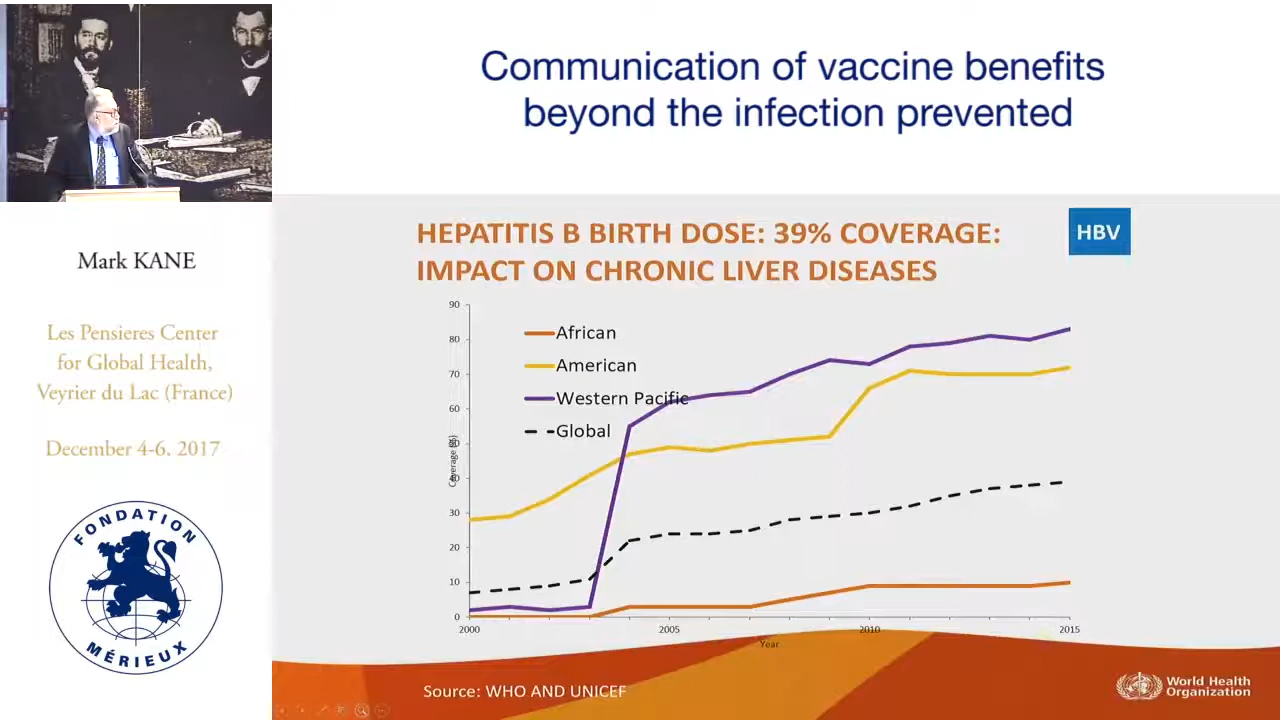 Communication of vaccine benefits
beyond the infection prevented
Mark KANE
Les Pensieres Center
for Global Health,
Veyrier du Lac (France)
December 4-6, 2017
FONDATION
MÉRIEUX
HEPATITIS B BIRTH DOSE: 39% COVERAGE:
IMPACT ON CHRONIC LIVER DISEASES
HBV
90
80
70
60
50
40
30
20
10
0
Coverage (%)
African
American
Western Pacific
Global
2000
2005
2010
2015
Year
Source: WHO AND UNICEF
World Health
Organization